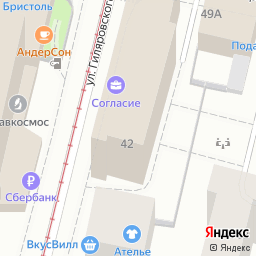 Бристоль
49А
АндерСон
Пода
ул. Гиляровского
Согласие
авкосмос
42
Сбербанк
Яндекс
ВкусВилл
Ателье